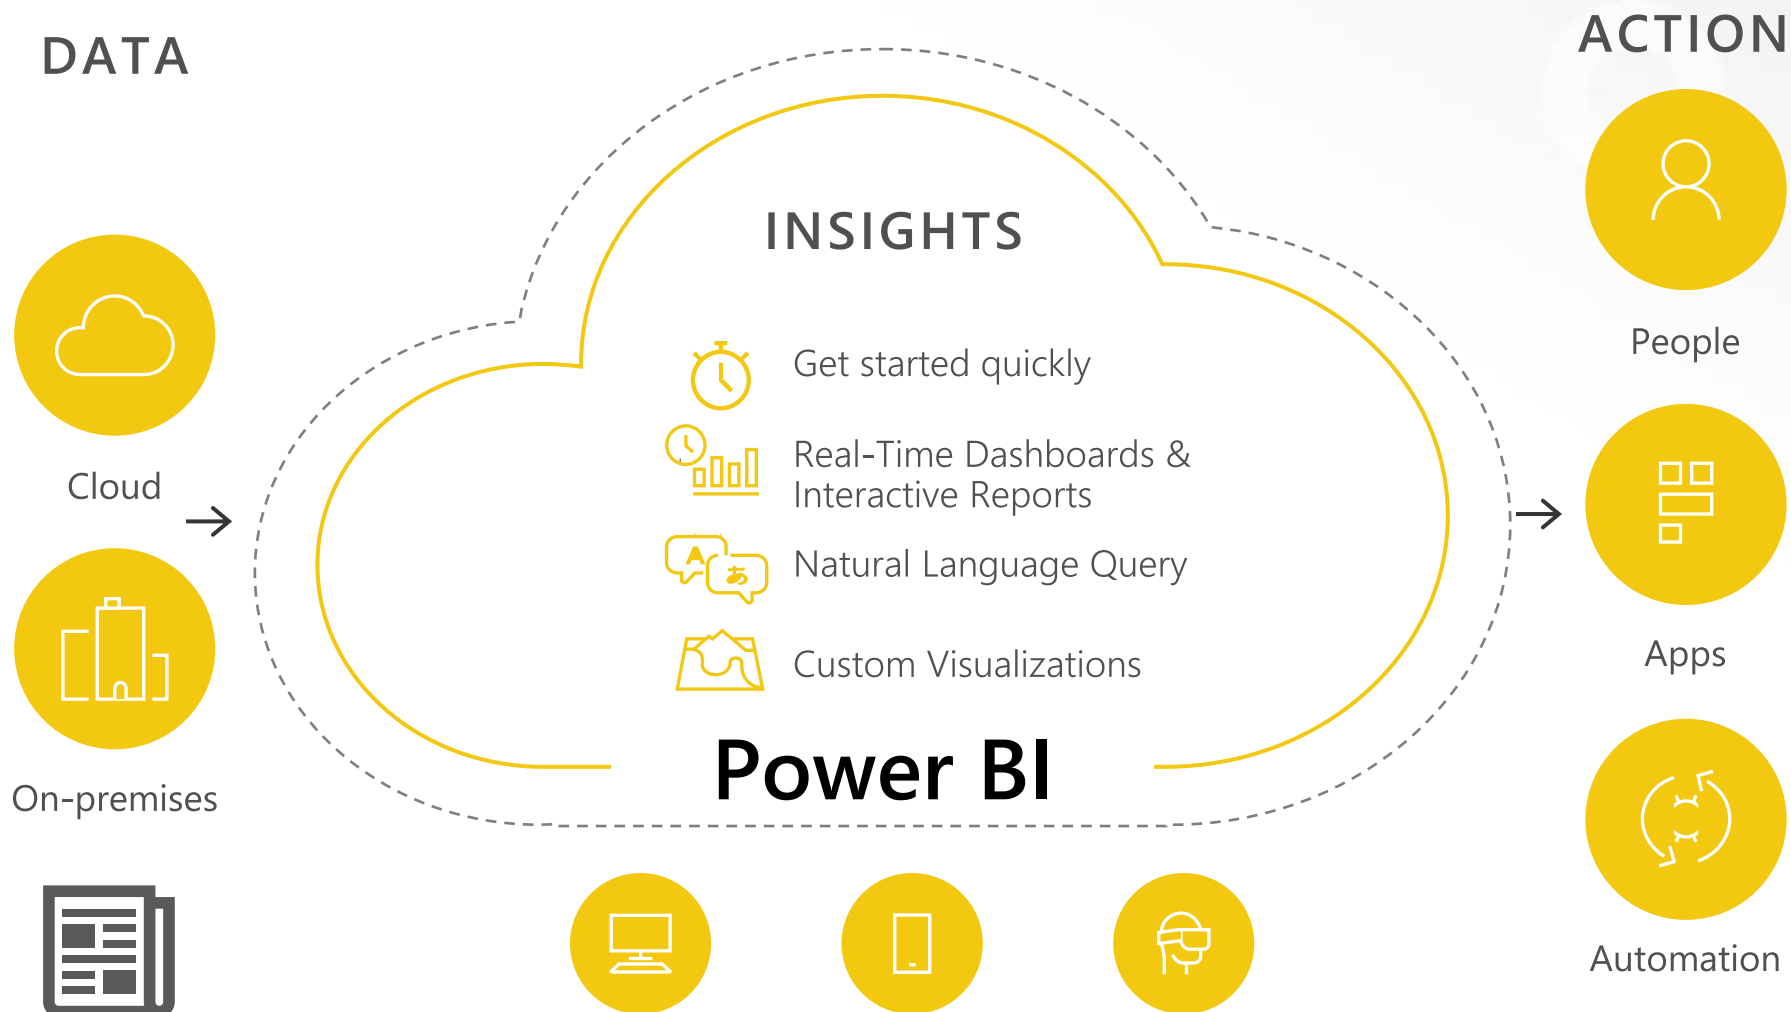 DATA
Cloud
On-premises
INSIGHTS
Get started quickly
Real-Time Dashboards &
Interactive Reports
A あ
Natural Language Query
Custom Visualizations
Power BI
ACTION
People
Apps
Automation